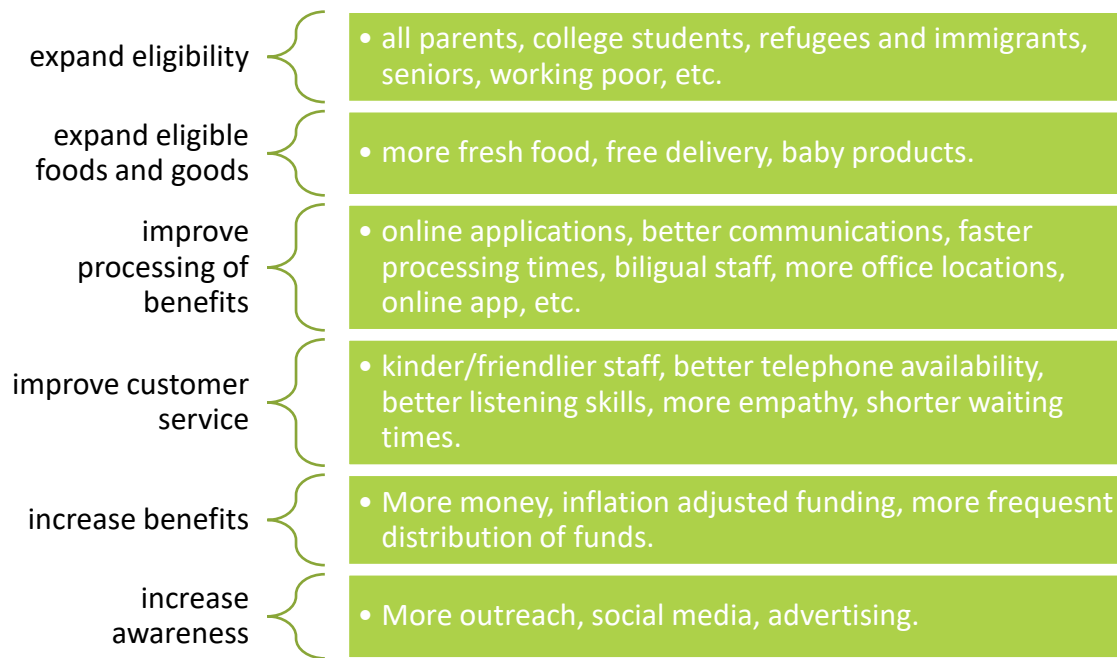 expand eligibility
• all parents, college students, refugees and immigrants,
seniors, working poor, etc.
expand eligible
foods and goods
• more fresh food, free delivery, baby products.
improve
processing of
benefits
• online applications, better communications, faster
processing times, biligual staff, more office locations,
online app, etc.
improve customer
service
• kinder/friendlier staff, better telephone availability,
better listening skills, more empathy, shorter waiting
times.
increase benefits
• More money, inflation adjusted funding, more frequesnt
distribution of funds.
increase
awareness
• More outreach, social media, advertising.